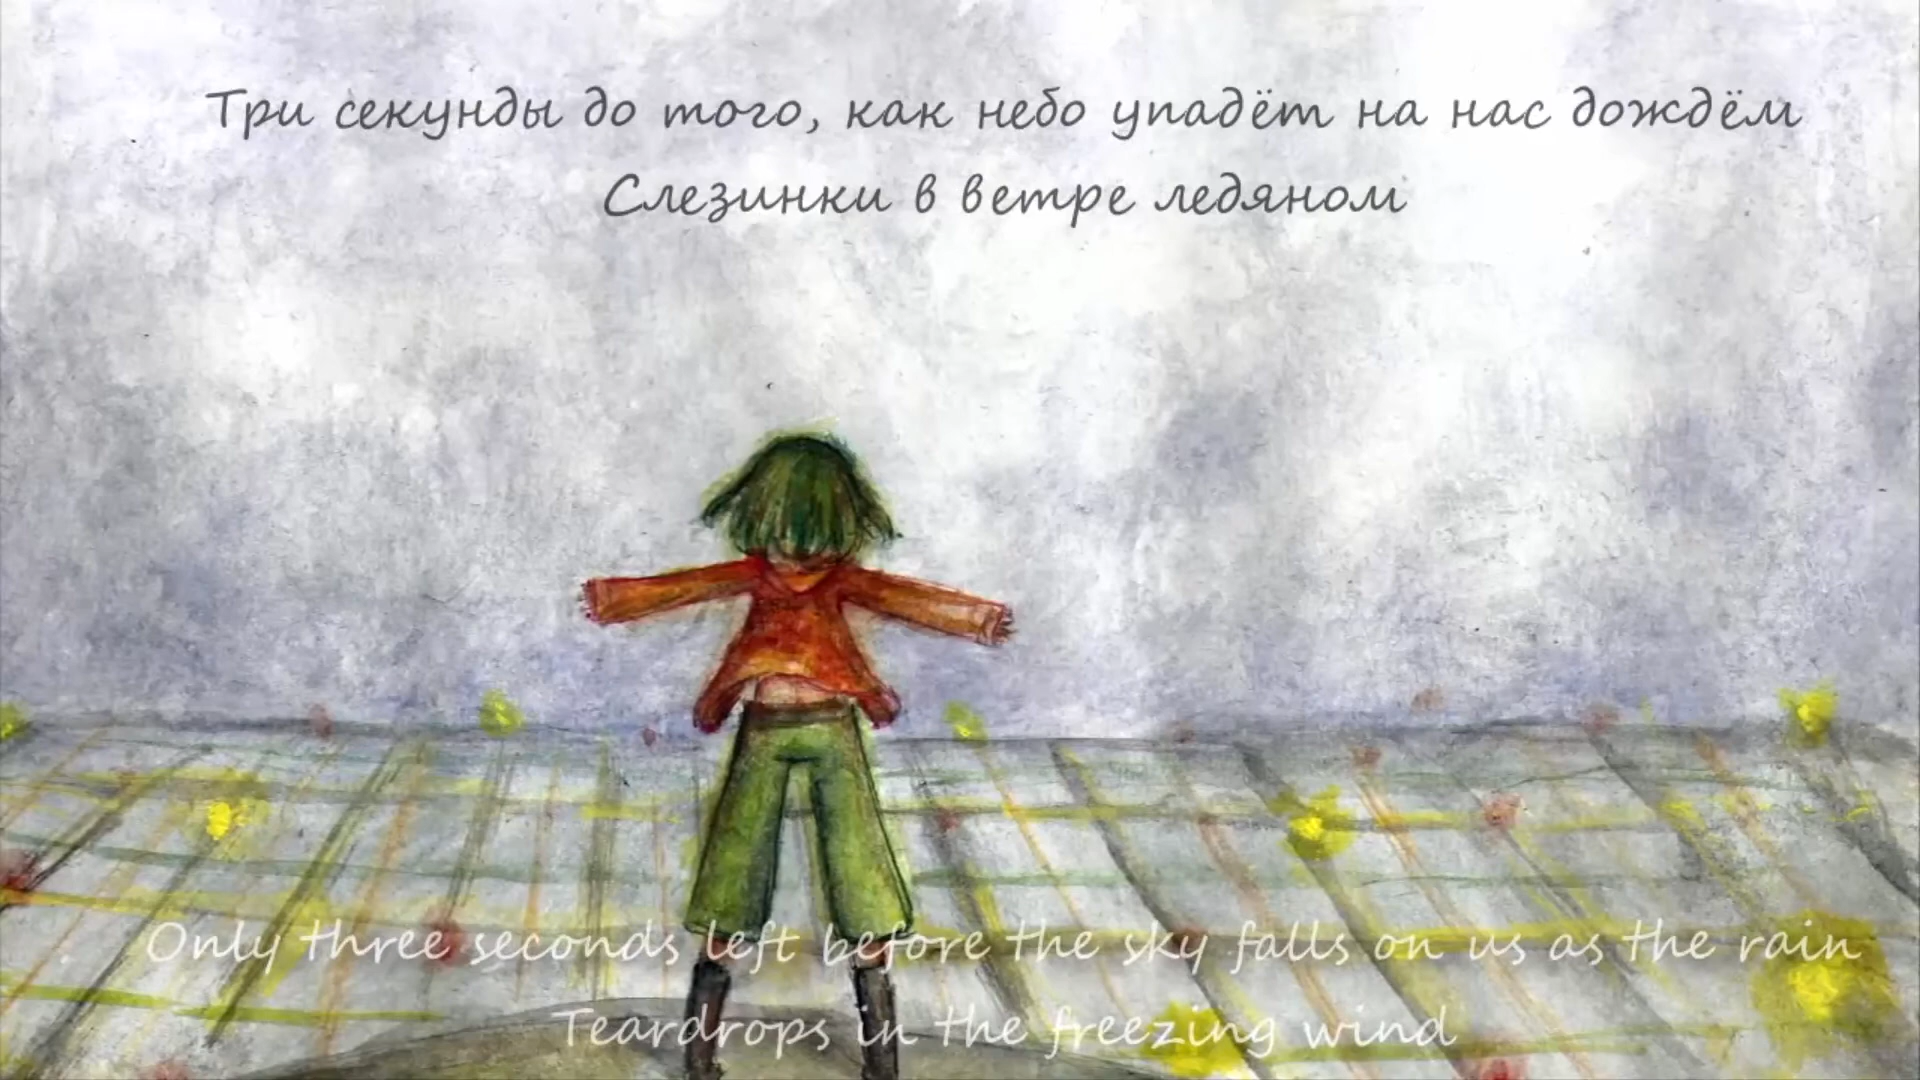 Три секунды до того, как небо упадёт на нас дождём
Слезинки в ветре ледяном
Only three seconds left before the sky falls on us as the rain
Teardrops in the freezing wind